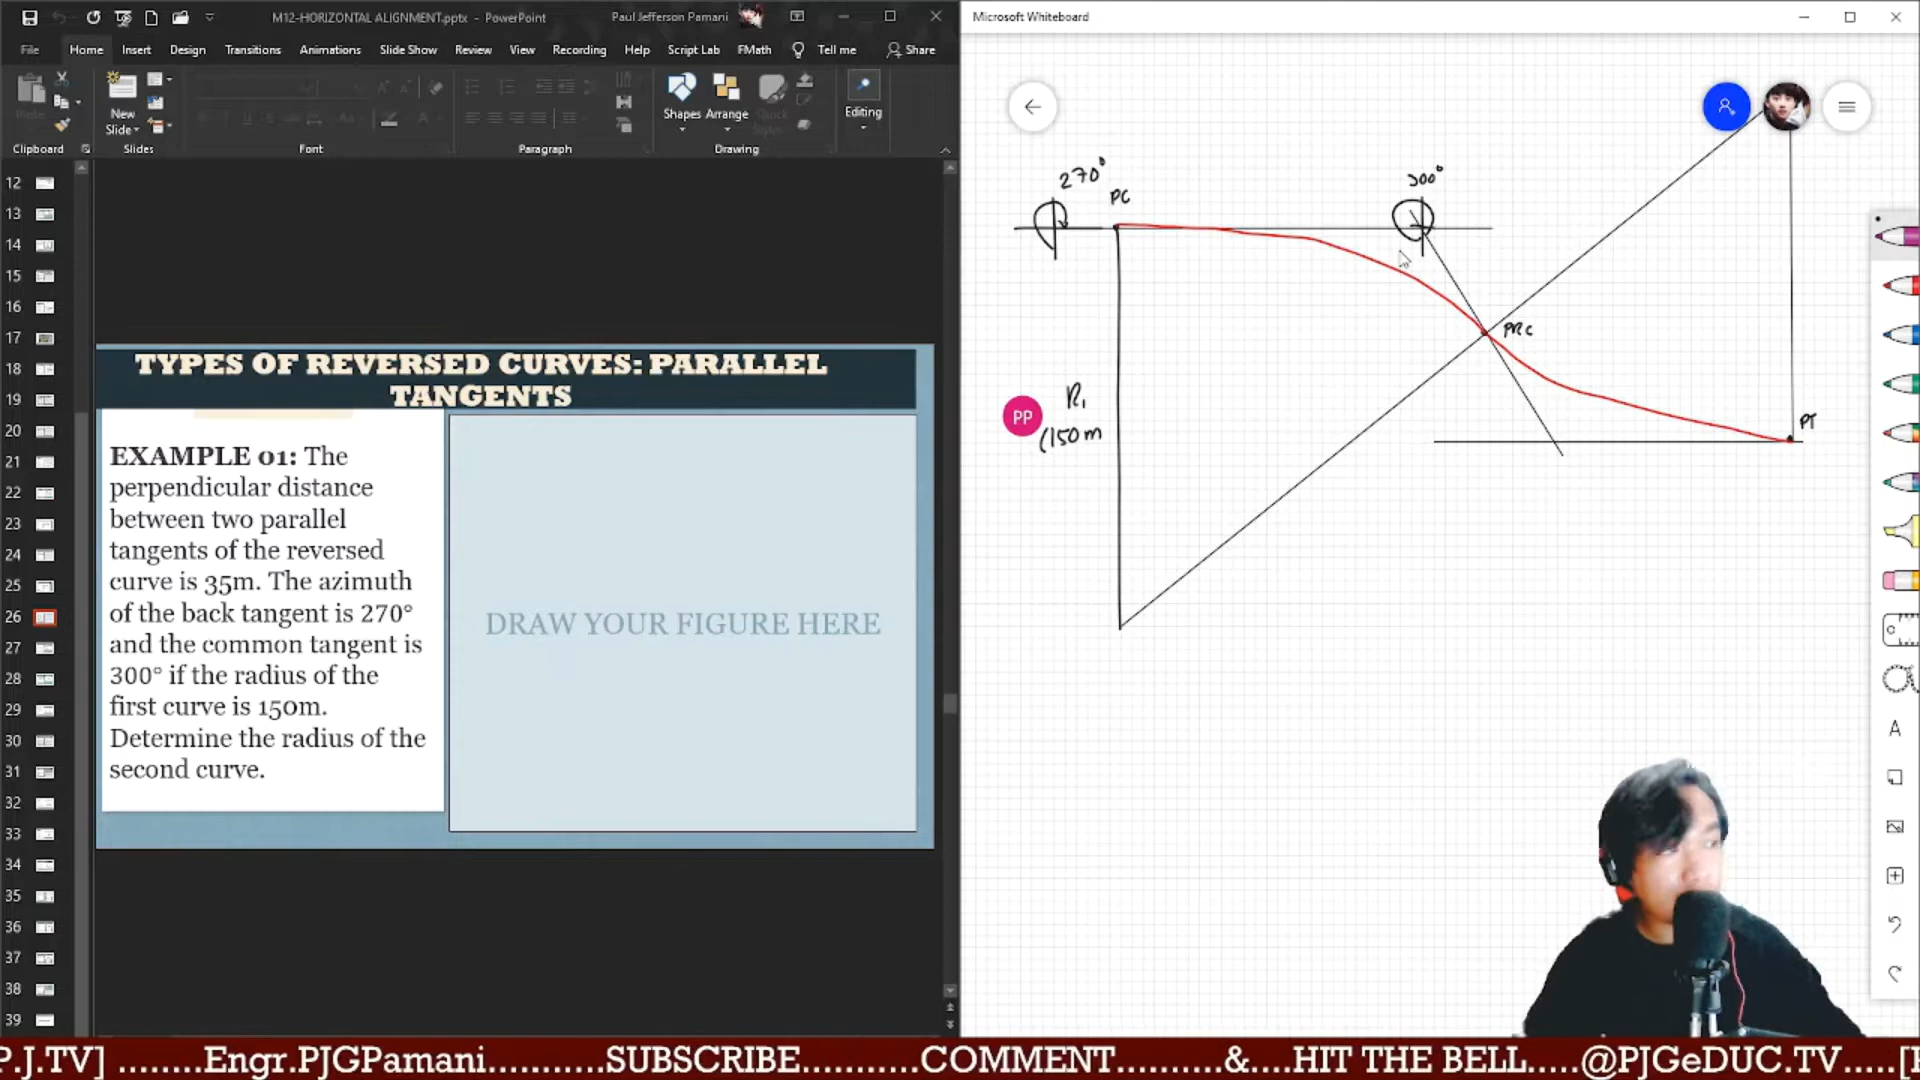 M12-HORIZONTAL ALIGNMENT.pptx - PowerPoint
Paul Jefferson Pamani
Microsoft Whiteboard
File Home Insert Design Transitions Animations Slide Show Review View Recording Help Script Lab FMath Tell me Share
Paste
New
Slide
Shapes
Arrange
Quick
Styles
Editing
Clipboard
Slides
Font
Paragraph
Drawing
12
13
14
15
16
17
18
19
20
21
22
23
24
25
26
27
28
29
30
31
32
33
34
35
36
37
38
39
TYPES OF REVERSED CURVES: PARALLEL
TANGENTS
EXAMPLE 01: The
perpendicular distance
between two parallel
tangents of the reversed
curve is 35m. The azimuth
of the back tangent is 270°
and the common tangent is
300° if the radius of the
first curve is 150m.
Determine the radius of the
second curve.
DRAW YOUR FIGURE HERE
270°
PC
300°
PRC
PT
R1
(150m
PP
P.J.TV] ........Engr.PJGPamani...........SUBSCRIBE...........COMMENT..........&....HIT THE BELL.....@PJGeDUC.TV.....[